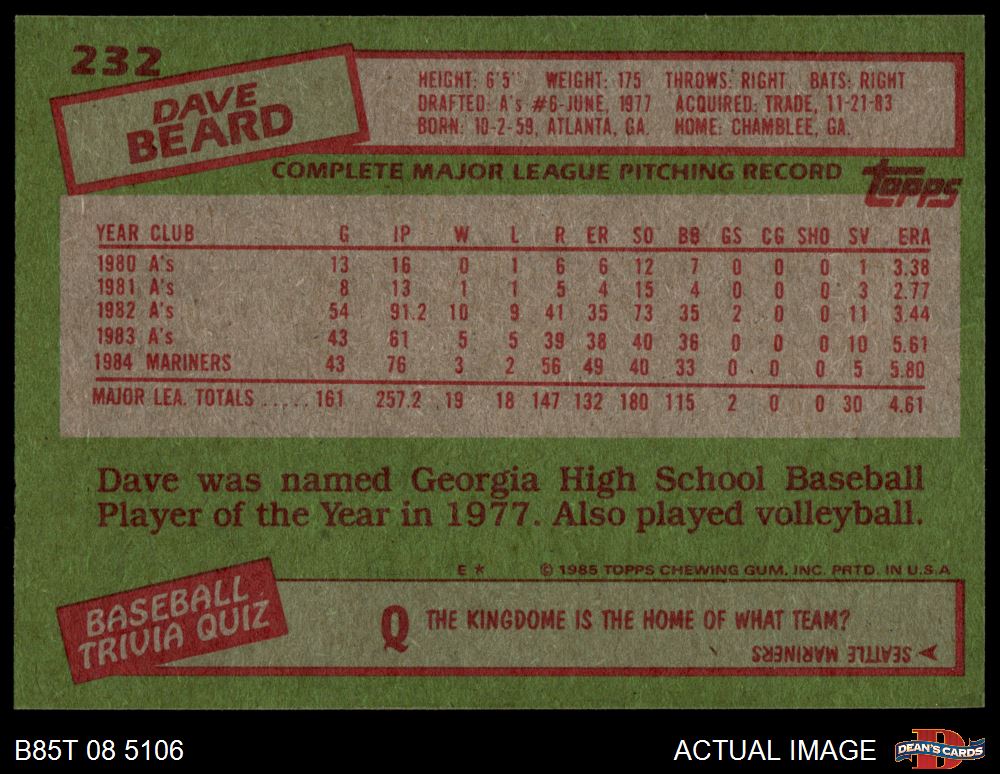 232
DAVE
BEARD
HEIGHT: 6'5" WEIGHT: 175 THROWS: RIGHT BATS: RIGHT
DRAFTED: A's #6-JUNE, 1977 ACQUIRED: TRADE, 11-21-83
BORN: 10-2-59, ATLANTA, GA. HOME: CHAMBLEE, GA.
COMPLETE MAJOR LEAGUE PITCHING RECORD
topps
YEAR CLUB G IP W L R ER SO BB GS CG SHO SV ERA
1980 A's 13 16 0 1 6 6 12 7 0 0 0 1 3.38
1981 A's 8 13 1 1 5 4 15 4 0 0 0 3 2.77
1982 A's 54 91.2 10 9 41 35 73 35 2 0 0 11 3.44
1983 A's 43 61 5 5 39 38 40 36 0 0 0 10 5.61
1984 MARINERS 43 76 3 2 56 49 40 33 0 0 0 5 5.80
MAJOR LEA. TOTALS ..... 161 257.2 19 18 147 132 180 115 2 0 0 30 4.61
Dave was named Georgia High School Baseball
Player of the Year in 1977. Also played volleyball.
E * © 1985 TOPPS CHEWING GUM, INC. PRTD. IN U.S.A
BASEBALL
TRIVIA QUIZ
Q THE KINGDOME IS THE HOME OF WHAT TEAM?
SEATTLE MARINERS
B85T 08 5106
ACTUAL IMAGE
D
DEAN'S CARDS